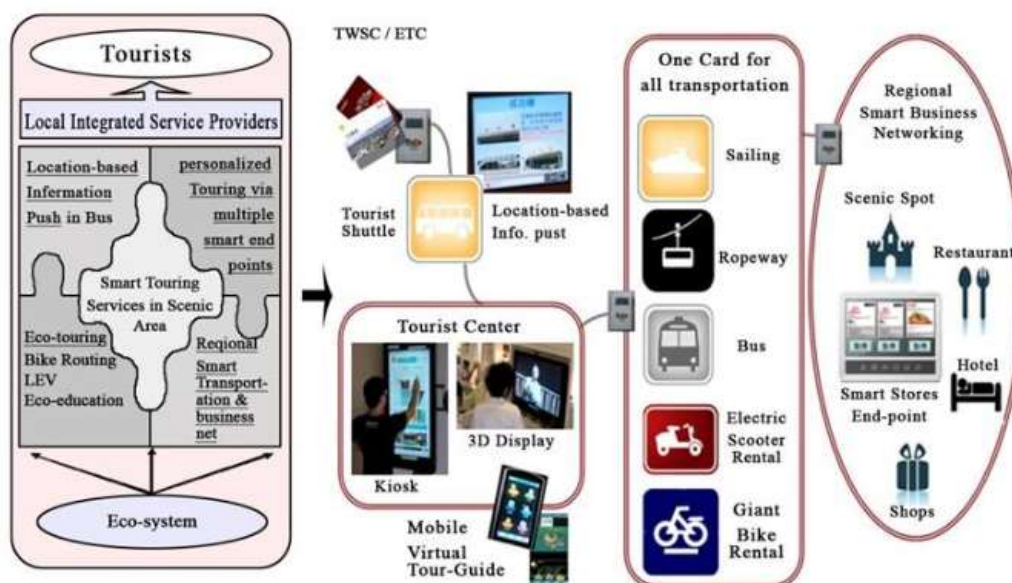 Tourists
Local Integrated Service Providers
Location-based
Information
Push in Bus
personalized
Touring via
multiple
smart end
points
Smart Touring
Services in Scenic
Area
Eco-touring
Bike Routing
LEV
Eco-education
Reqional
Smart
Transport-
ation &
business
net
Eco-system
TWSC / ETC
Tourist
Shuttle
Location-based
Info. pust
Tourist Center
Kiosk
3D Display
Mobile
Virtual
Tour-Guide
One Card for
all transportation
Sailing
Ropeway
Bus
Electric
Scooter
Rental
Giant
Bike
Rental
Regional
Smart Business
Networking
Scenic Spot
Restaurant
Hotel
Smart Stores
End-point
Shops